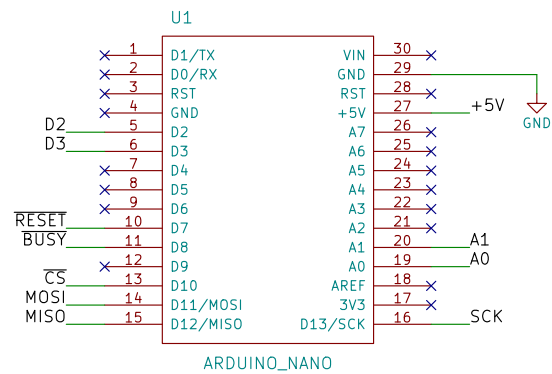 U1
1 D1/TX VIN 30
2 D0/RX GND 29
3 RST RST 28
4 GND +5V 27 +5V
GND
D2 5 D2 A7 26
D3 6 D3 A6 25
7 D4 A5 24
8 D5 A4 23
9 D6 A3 22
RESET 10 D7 A2 21
BUSY 11 D8 A1 20 A1
12 D9 A0 19 A0
CS 13 D10 AREF 18
MOSI 14 D11/MOSI 3V3 17
MISO 15 D12/MISO D13/SCK 16 SCK
ARDUINO_NANO